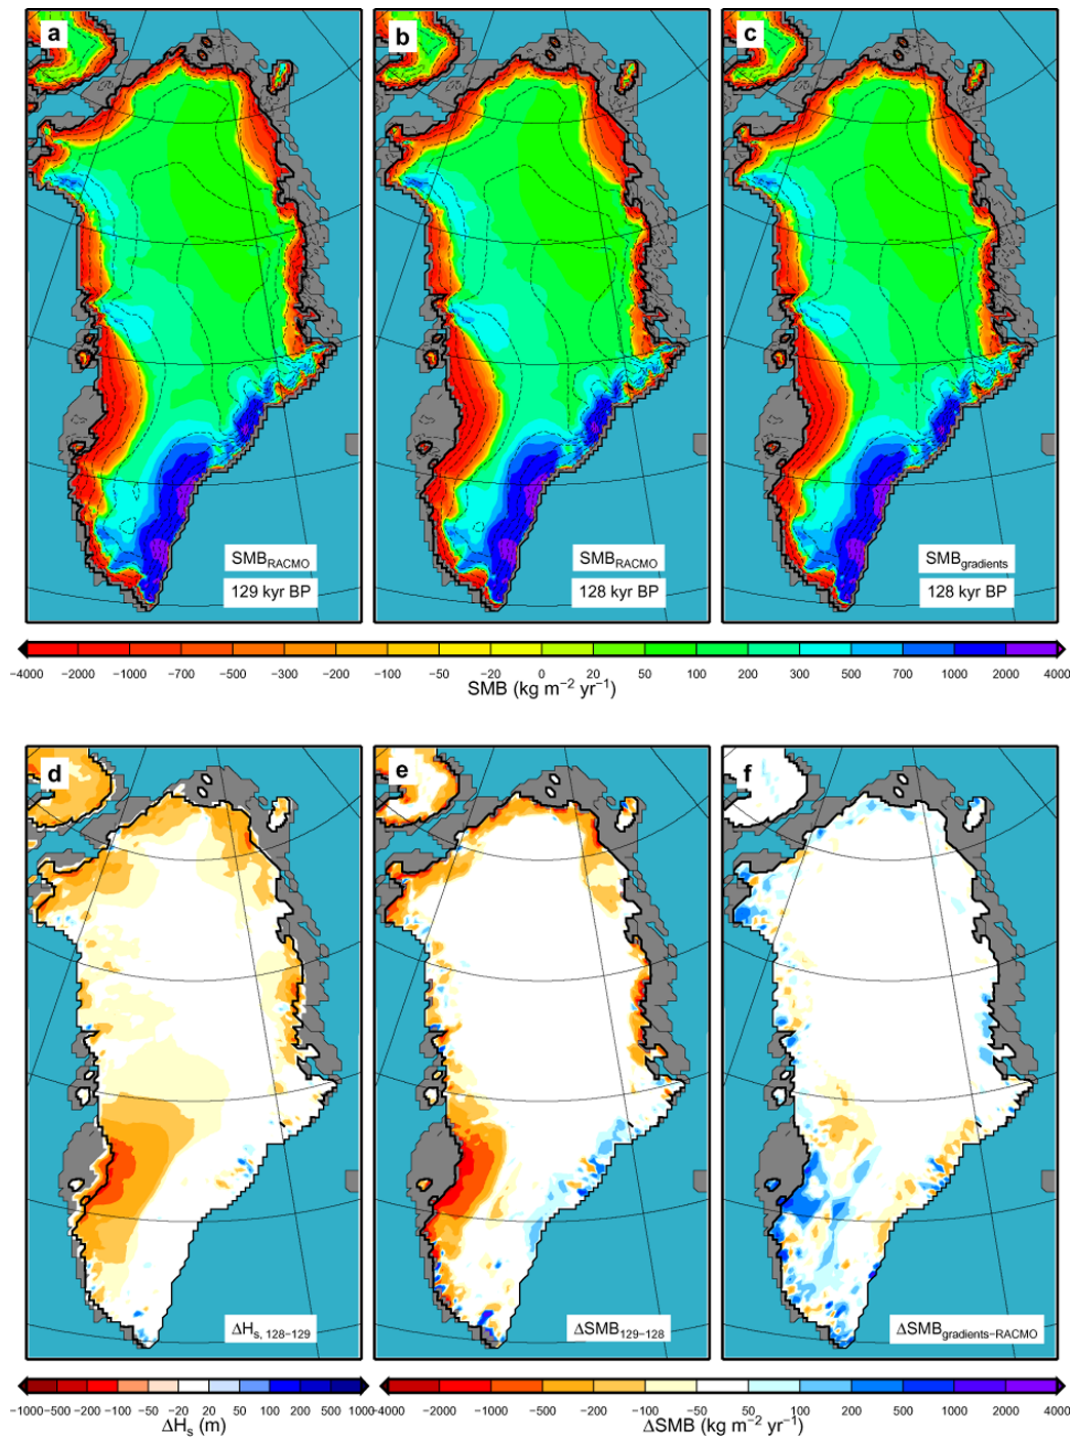 a b c
SMB_RACMO SMB_RACMO SMB_gradients
129 kyr BP 128 kyr BP 128 kyr BP
−4000 −2000 −1000 −700 −500 −300 −200 −100 −50 −20 0 20 50 100 200 300 500 700 1000 2000 4000
SMB (kg m⁻² yr⁻¹)
d e f
ΔH_s, 128−129 ΔSMB_129−128 ΔSMB_gradients−RACMO
−1000 −500 −200 −100 −50 −20 20 50 100 200 500 1000 −4000 −2000 −1000 −500 −200 −100 −50 50 100 200 500 1000 2000 4000
ΔH_s (m) ΔSMB (kg m⁻² yr⁻¹)